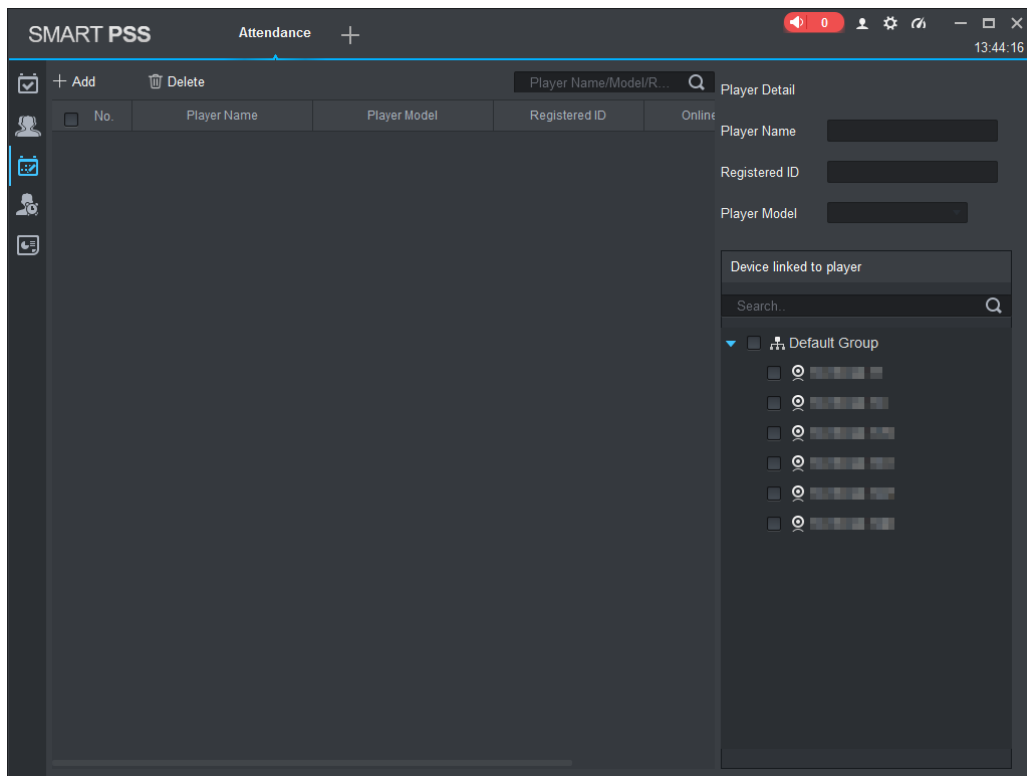 SMART PSS
Attendance
0
13:44:16
Add
Delete
Player Name/Model/R...
No.
Player Name
Player Model
Registered ID
Online
Player Detail
Player Name
Registered ID
Player Model
Device linked to player
Search..
Default Group